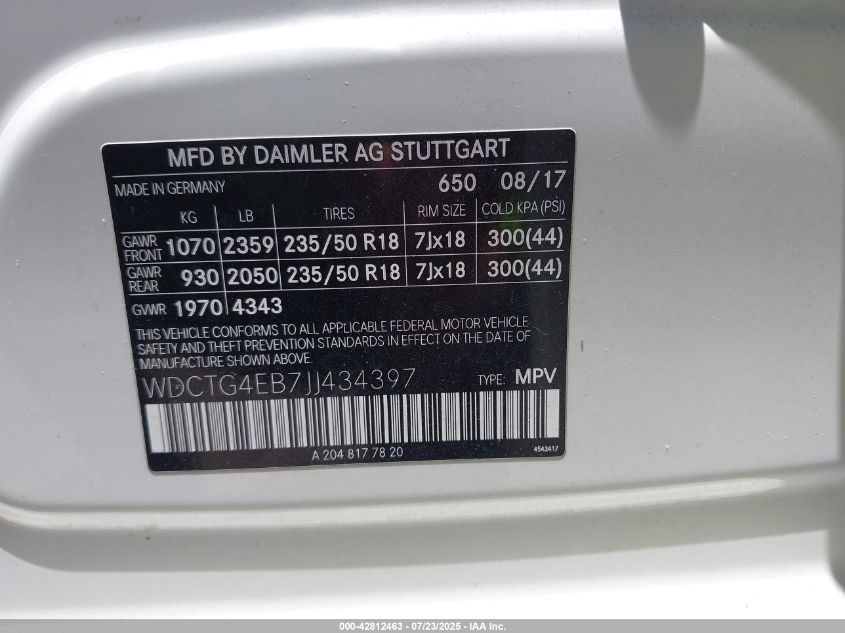 MFD BY DAIMLER AG STUTTGART
MADE IN GERMANY 650 08/17
KG LB TIRES RIM SIZE COLD KPA (PSI)
GAWR FRONT 1070 2359 235/50 R18 7Jx18 300(44)
GAWR REAR 930 2050 235/50 R18 7Jx18 300(44)
GVWR 1970 4343
THIS VEHICLE CONFORMS TO ALL APPLICABLE FEDERAL MOTOR VEHICLE
SAFETY AND THEFT PREVENTION STANDARDS IN EFFECT ON THE DATE OF
MANUFACTURE SHOWN ABOVE.
WDCTG4EB7JJ434397 TYPE: MPV
A 204 817 78 20 4543417
000-42812463 - 07/23/2025 - IAA Inc.